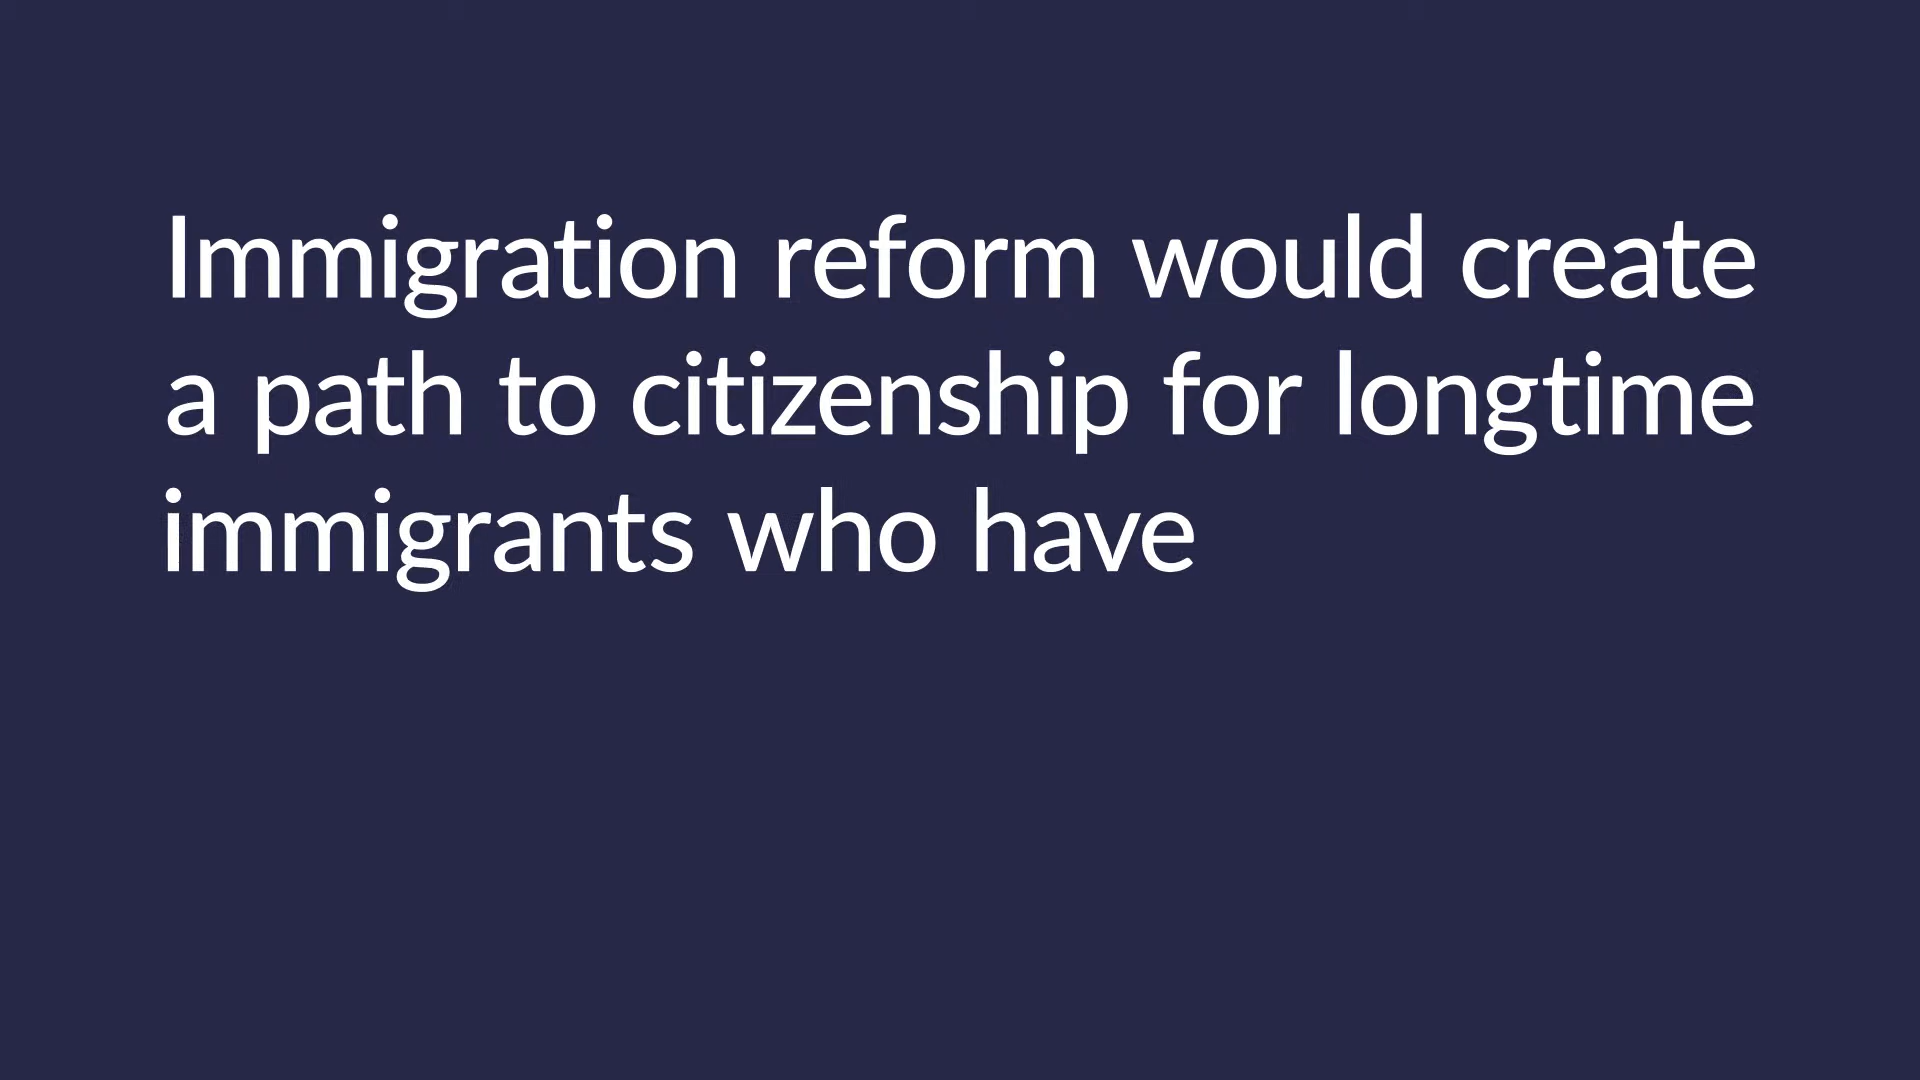 Immigration reform would create
a path to citizenship for longtime
immigrants who have